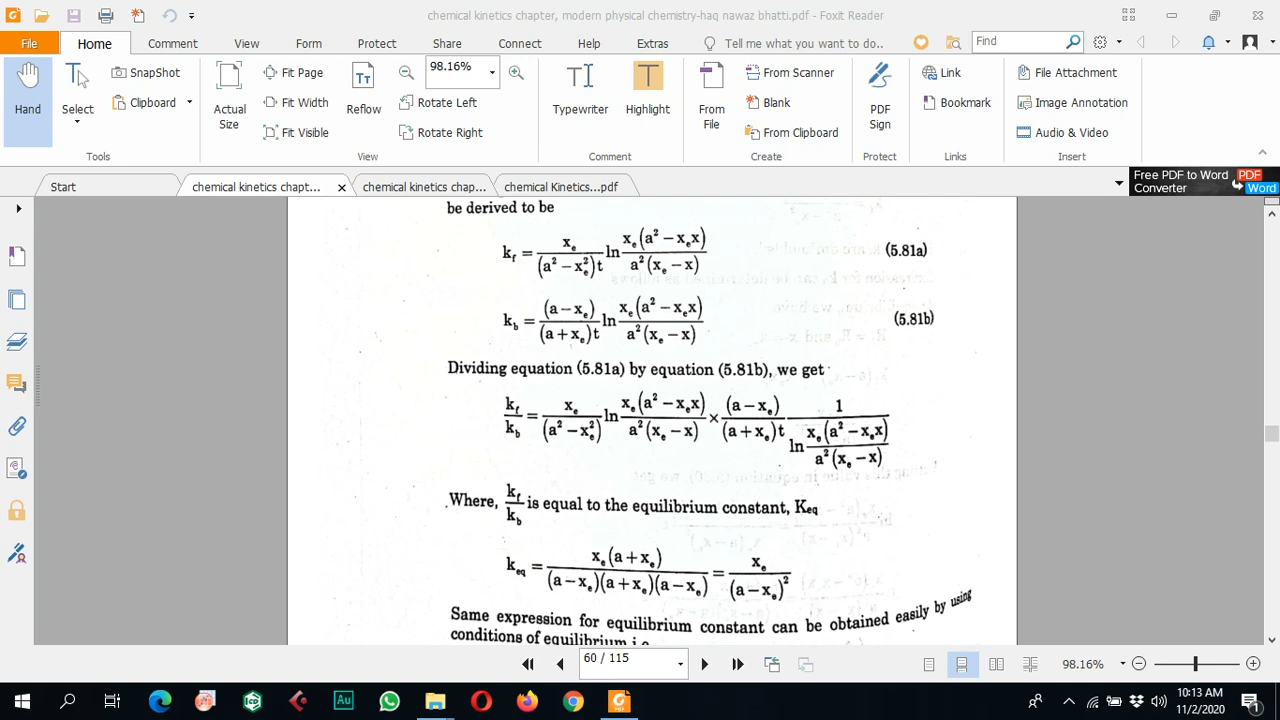 chemical kinetics chapter, modern physical chemistry-haq nawaz bhatti.pdf - Foxit Reader
File Home Comment View Form Protect Share Connect Help Extras Tell me what you want to do.. Find
Hand
Select
SnapShot
Clipboard
Tools
Actual Size
Fit Page
Fit Width
Fit Visible
Reflow
98.16%
Rotate Left
Rotate Right
View
Typewriter
Highlight
Comment
From File
From Scanner
Blank
From Clipboard
Create
PDF Sign
Protect
Link
Bookmark
Links
File Attachment
Image Annotation
Audio & Video
Insert
Start
chemical kinetics chapt...
chemical kinetics chap...
chemical Kinetics...pdf
Free PDF to Word Converter
PDF
Word
be derived to be
k_f = x_e/((a² − x_e²)t) ln x_e(a² − x_e x)/(a²(x_e − x)) (5.81a)
k_b = (a − x_e)/((a + x_e)t) ln x_e(a² − x_e x)/(a²(x_e − x)) (5.81b)
Dividing equation (5.81a) by equation (5.81b), we get
k_f/k_b = x_e/(a² − x_e²) ln x_e(a² − x_e x)/(a²(x_e − x)) × (a − x_e)/((a + x_e)t) 1/(ln x_e(a² − x_e x)/(a²(x_e − x)))
Where, k_f/k_b is equal to the equilibrium constant, Keq
k_eq = x_e(a + x_e)/((a − x_e)(a + x_e)(a − x_e)) = x_e/(a − x_e)²
Same expression for equilibrium constant can be obtained easily by using
conditions of equilibrium i.e.
60 / 115
98.16%
Au
10:13 AM
11/2/2020
1